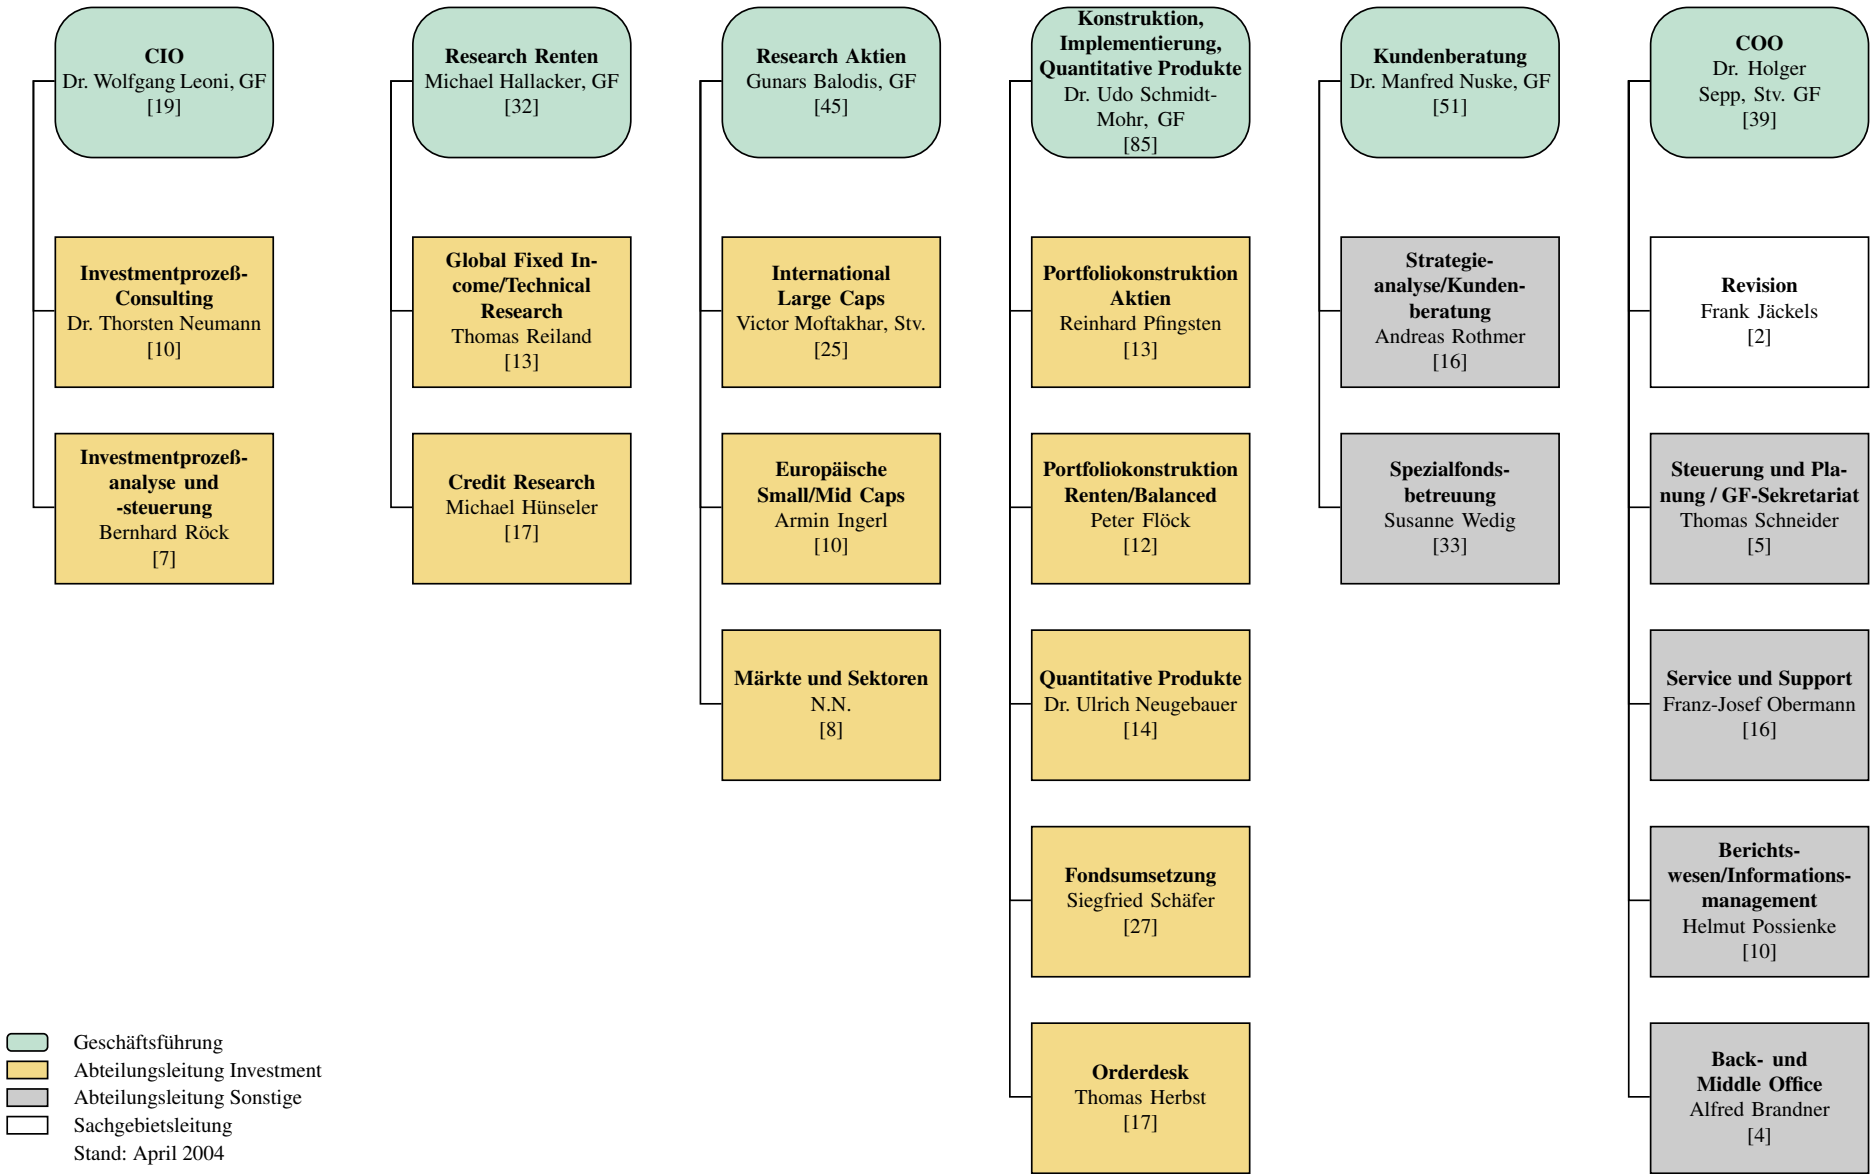 CIO
Dr. Wolfgang Leoni, GF
[19]
Investmentprozeß-
Consulting
Dr. Thorsten Neumann
[10]
Investmentprozeß-
analyse und
-steuerung
Bernhard Röck
[7]
Research Renten
Michael Hallacker, GF
[32]
Global Fixed In-
come/Technical
Research
Thomas Reiland
[13]
Credit Research
Michael Hünseler
[17]
Research Aktien
Gunars Balodis, GF
[45]
International
Large Caps
Victor Moftakhar, Stv.
[25]
Europäische
Small/Mid Caps
Armin Ingerl
[10]
Märkte und Sektoren
N.N.
[8]
Konstruktion,
Implementierung,
Quantitative Produkte
Dr. Udo Schmidt-
Mohr, GF
[85]
Portfoliokonstruktion
Aktien
Reinhard Pfingsten
[13]
Portfoliokonstruktion
Renten/Balanced
Peter Flöck
[12]
Quantitative Produkte
Dr. Ulrich Neugebauer
[14]
Fondsumsetzung
Siegfried Schäfer
[27]
Orderdesk
Thomas Herbst
[17]
Kundenberatung
Dr. Manfred Nuske, GF
[51]
Strategie-
analyse/Kunden-
beratung
Andreas Rothmer
[16]
Spezialfonds-
betreuung
Susanne Wedig
[33]
COO
Dr. Holger
Sepp, Stv. GF
[39]
Revision
Frank Jäckels
[2]
Steuerung und Pla-
nung / GF-Sekretariat
Thomas Schneider
[5]
Service und Support
Franz-Josef Obermann
[16]
Berichts-
wesen/Informations-
management
Helmut Possienke
[10]
Back- und
Middle Office
Alfred Brandner
[4]
Geschäftsführung
Abteilungsleitung Investment
Abteilungsleitung Sonstige
Sachgebietsleitung
Stand: April 2004